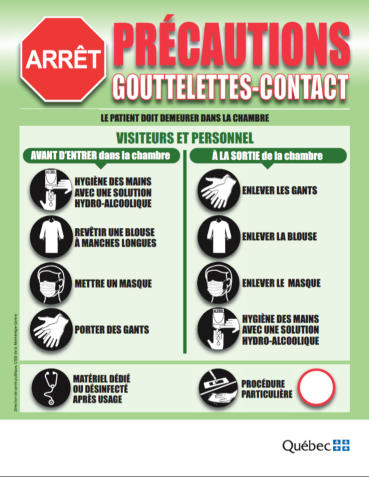 ARRÊT
PRÉCAUTIONS
GOUTTELETTES-CONTACT
LE PATIENT DOIT DEMEURER DANS LA CHAMBRE
VISITEURS ET PERSONNEL
AVANT D'ENTRER dans la chambre
HYGIÈNE DES MAINS
AVEC UNE SOLUTION
HYDRO-ALCOOLIQUE
REVÊTIR UNE BLOUSE
À MANCHES LONGUES
METTRE UN MASQUE
PORTER DES GANTS
À LA SORTIE de la chambre
ENLEVER LES GANTS
ENLEVER LA BLOUSE
ENLEVER LE MASQUE
HYGIÈNE DES MAINS
AVEC UNE SOLUTION
HYDRO-ALCOOLIQUE
MATÉRIEL DÉDIÉ
OU DÉSINFECTÉ
APRÈS USAGE
PROCÉDURE
PARTICULIÈRE
Québec